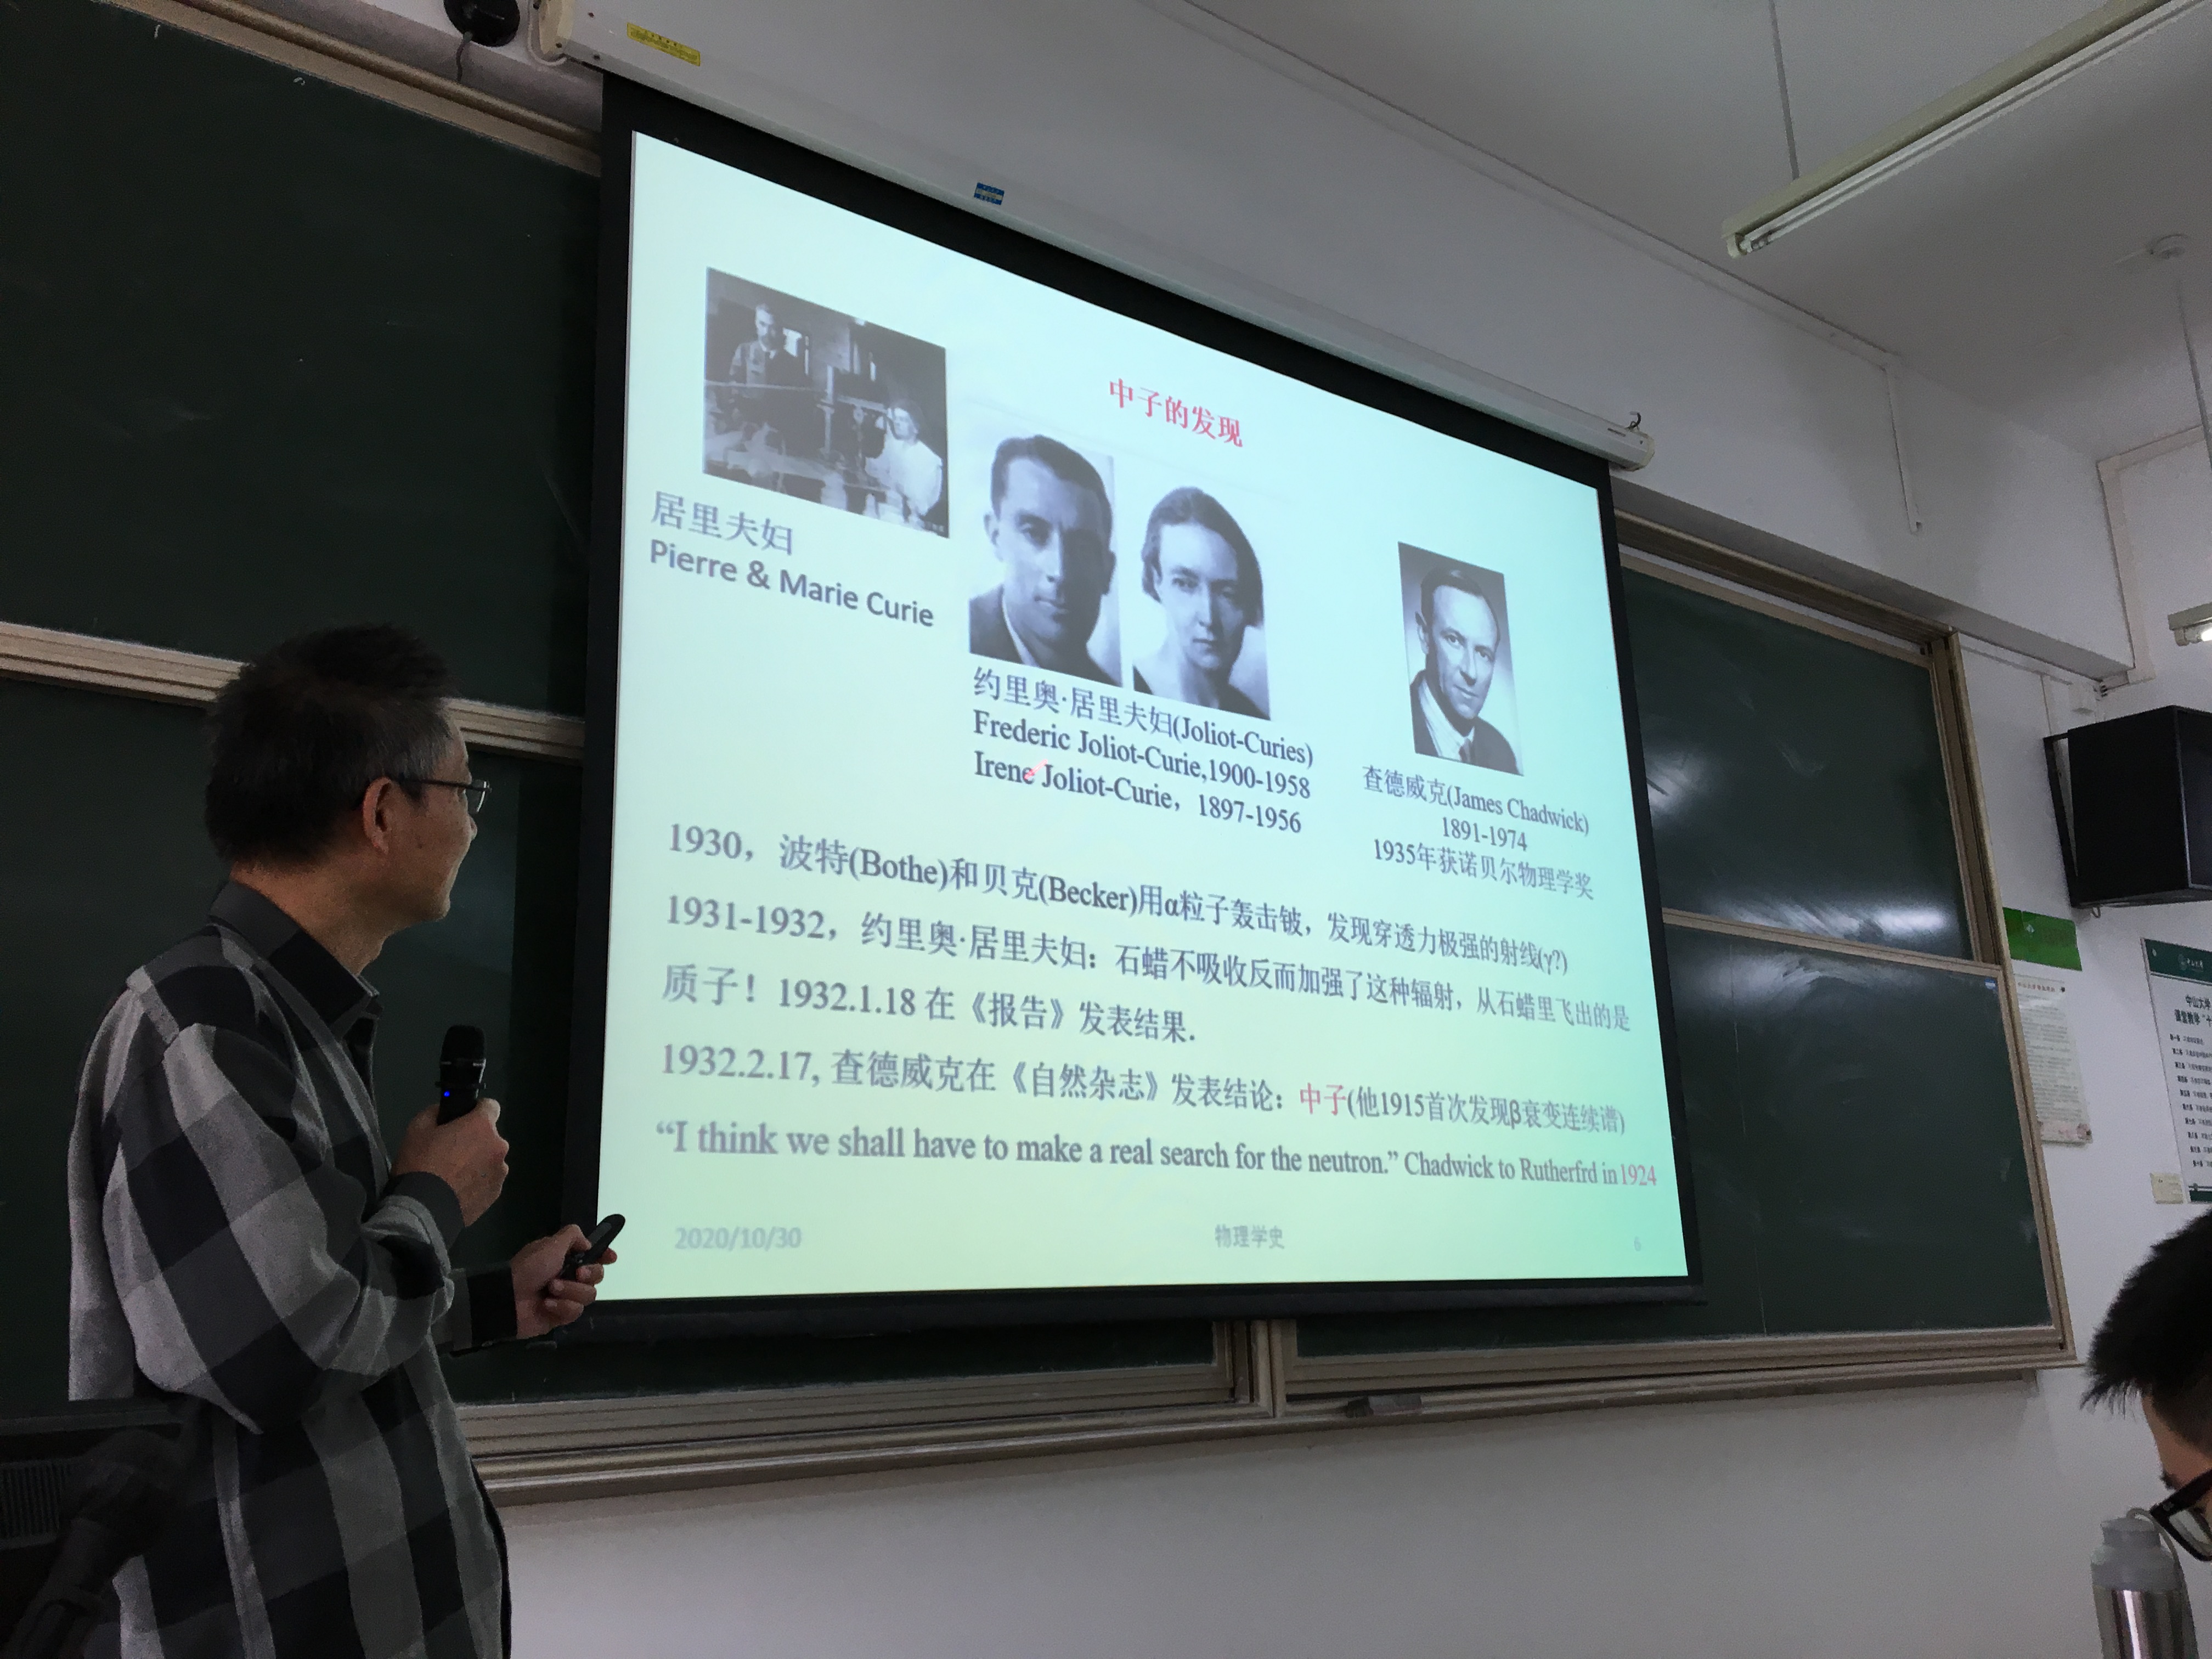 中子的发现
居里夫妇
Pierre & Marie Curie
约里奥·居里夫妇(Joliot-Curies)
Frederic Joliot-Curie,1900-1958
Irene Joliot-Curie，1897-1956
查德威克(James Chadwick)
1891-1974
1935年获诺贝尔物理学奖
1930，波特(Bothe)和贝克(Becker)用α粒子轰击铍，发现穿透力极强的射线(γ?)
1931-1932，约里奥·居里夫妇：石蜡不吸收反而加强了这种辐射，从石蜡里飞出的是
质子！1932.1.18 在《报告》发表结果.
1932.2.17, 查德威克在《自然杂志》发表结论：中子(他1915首次发现β衰变连续谱)
“I think we shall have to make a real search for the neutron.” Chadwick to Rutherfrd in 1924
2020/10/30
物理学史
6
中山大学
课堂教学“十